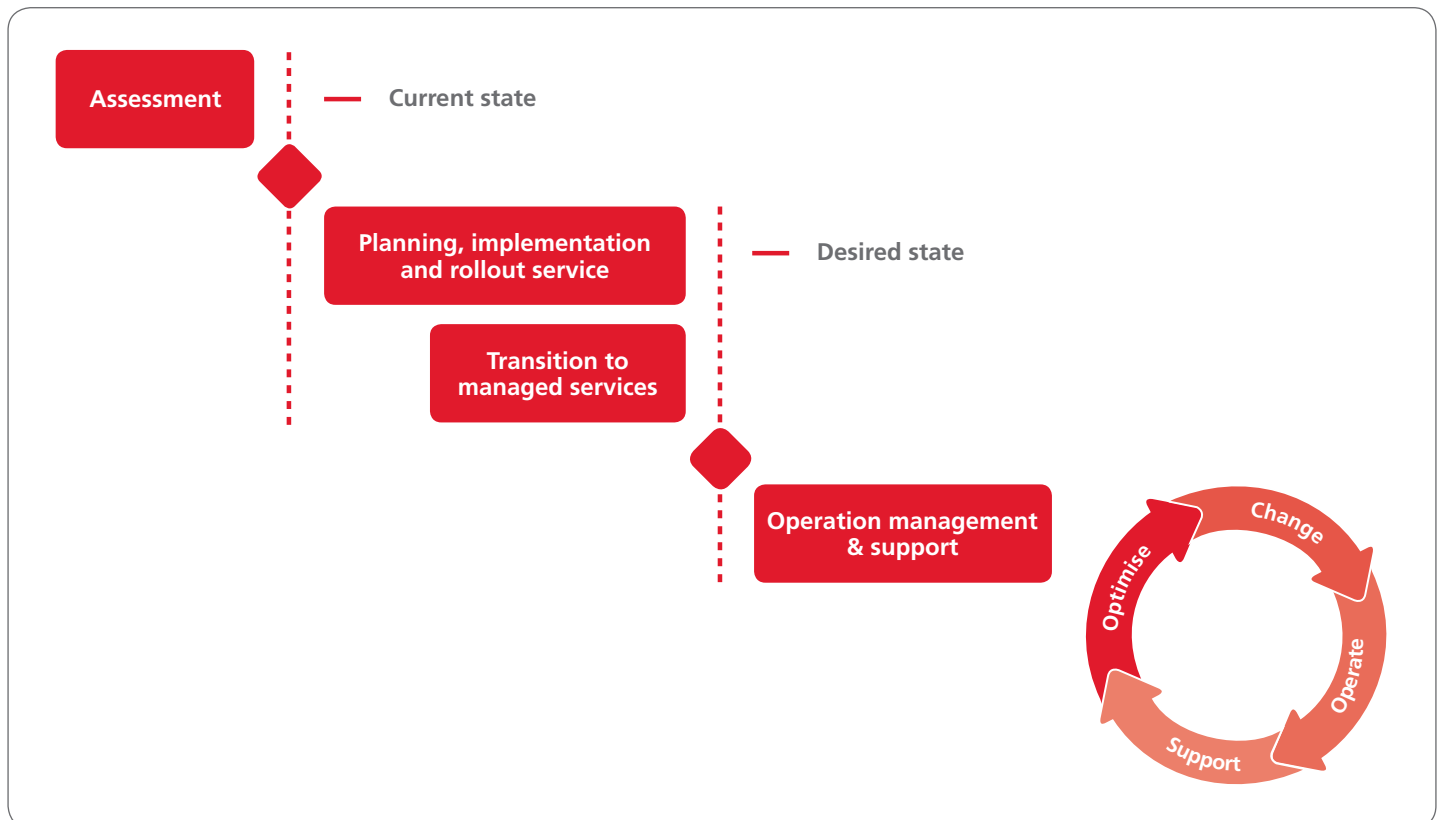 Assessment
Current state
Planning, implementation
and rollout service
Desired state
Transition to
managed services
Operation management
& support
Change
Optimise
Operate
Support